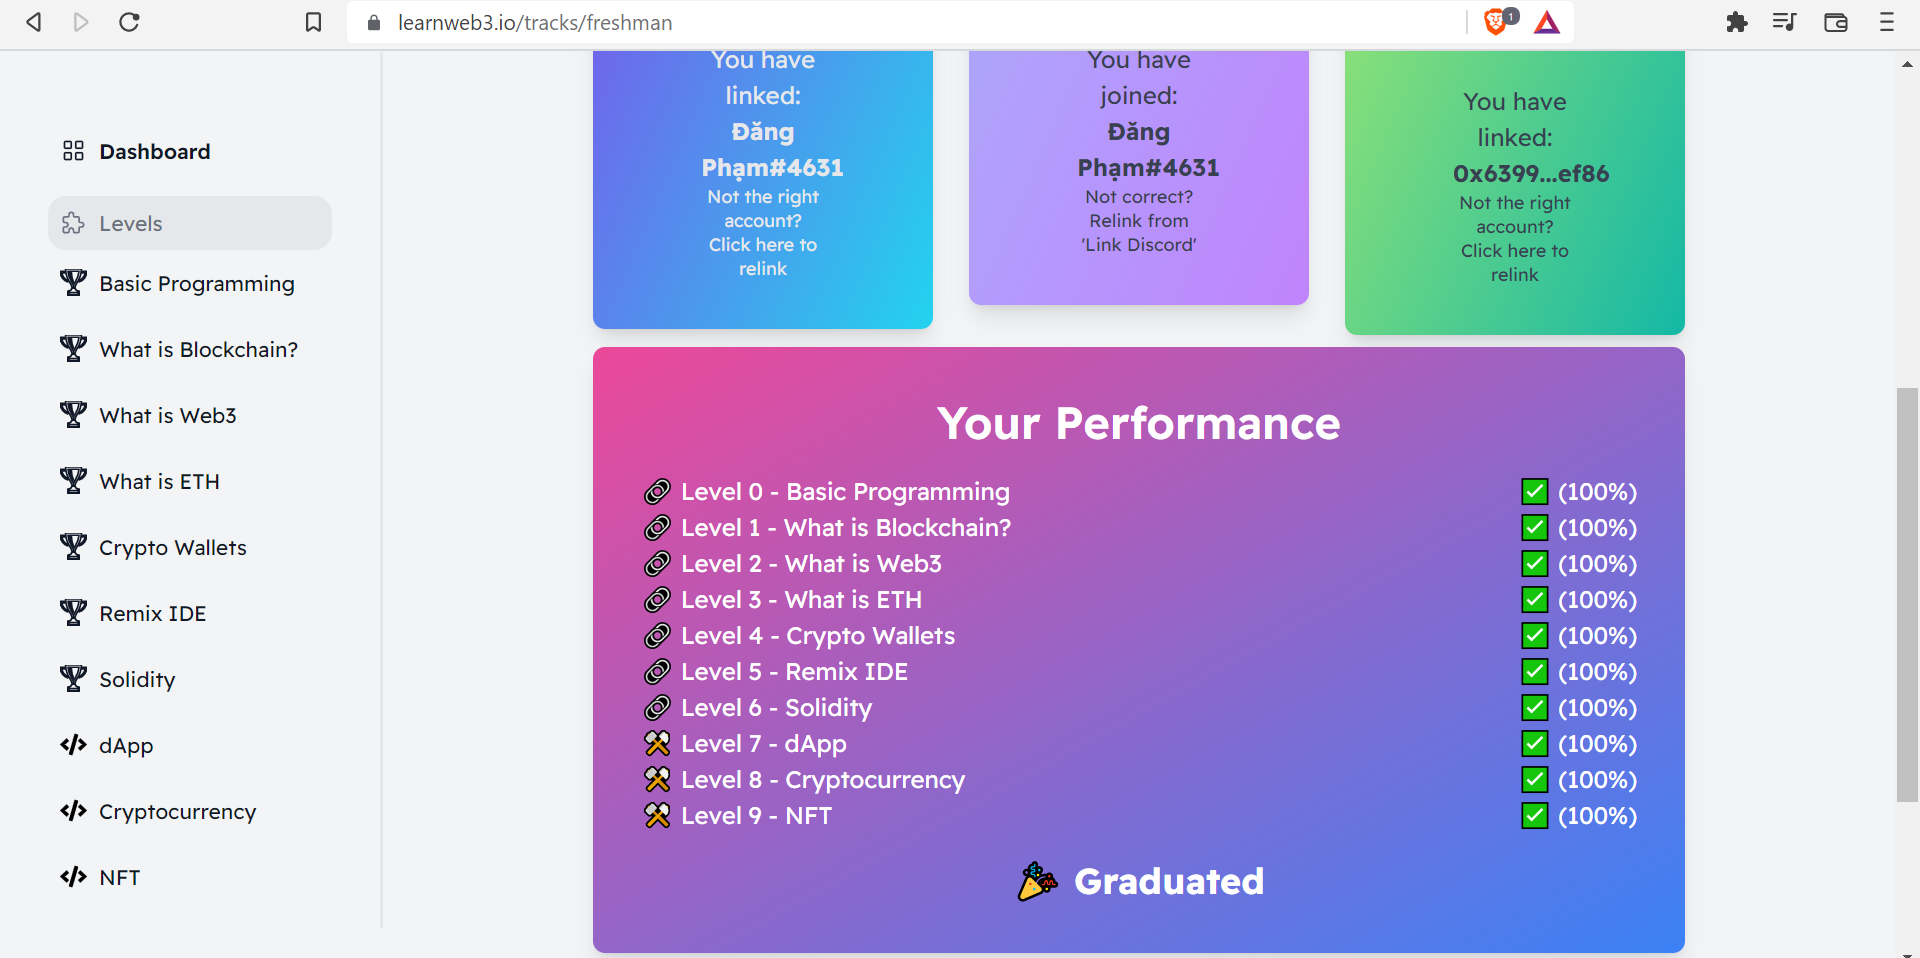 learnweb3.io/tracks/freshman
1
Dashboard
Levels
Basic Programming
What is Blockchain?
What is Web3
What is ETH
Crypto Wallets
Remix IDE
Solidity
dApp
Cryptocurrency
NFT
You have
linked:
Đăng
Phạm#4631
Not the right
account?
Click here to
relink
You have
joined:
Đăng
Phạm#4631
Not correct?
Relink from
'Link Discord'
You have
linked:
0x6399...ef86
Not the right
account?
Click here to
relink
Your Performance
Level 0 - Basic Programming (100%)
Level 1 - What is Blockchain? (100%)
Level 2 - What is Web3 (100%)
Level 3 - What is ETH (100%)
Level 4 - Crypto Wallets (100%)
Level 5 - Remix IDE (100%)
Level 6 - Solidity (100%)
Level 7 - dApp (100%)
Level 8 - Cryptocurrency (100%)
Level 9 - NFT (100%)
Graduated